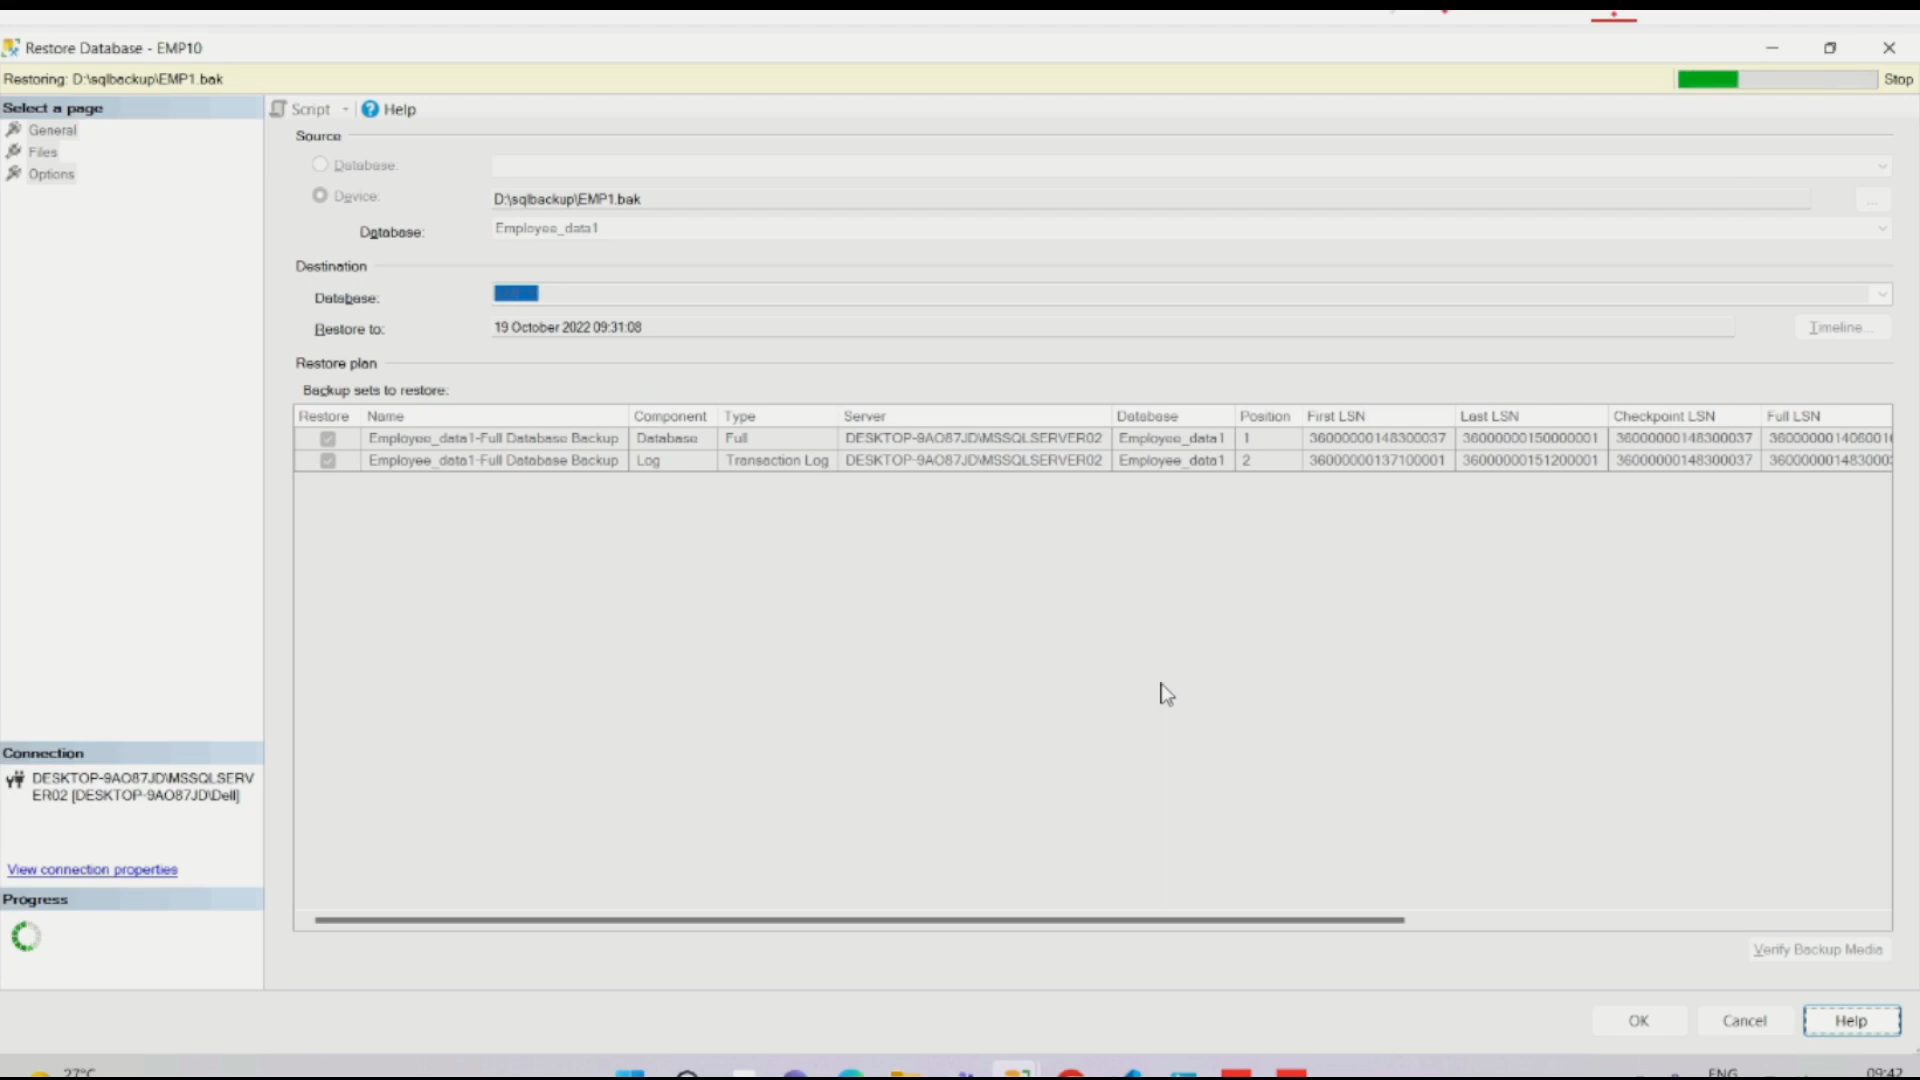 Restore Database - EMP10
Restoring: D:\sqlbackup\EMP1.bak
Stop
Select a page
General
Files
Options
Script
Help
Source
Database:
Device:
D:\sqlbackup\EMP1.bak
...
Database:
Employee_data1
Destination
Database:
Restore to:
19 October 2022 09:31:08
Timeline...
Restore plan
Backup sets to restore:
Restore Name Component Type Server Database Position First LSN Last LSN Checkpoint LSN Full LSN
Employee_data1-Full Database Backup Database Full DESKTOP-9AO87JD\MSSQLSERVER02 Employee_data1 1 36000000148300037 36000000150000001 36000000148300037
Employee_data1-Full Database Backup Log Transaction Log DESKTOP-9AO87JD\MSSQLSERVER02 Employee_data1 2 36000000137100001 36000000151200001 36000000148300037
Connection
DESKTOP-9AO87JD\MSSQLSERV
ER02 [DESKTOP-9AO87JD\Dell]
View connection properties
Progress
Verify Backup Media
OK
Cancel
Help
27°C
ENG
09:42